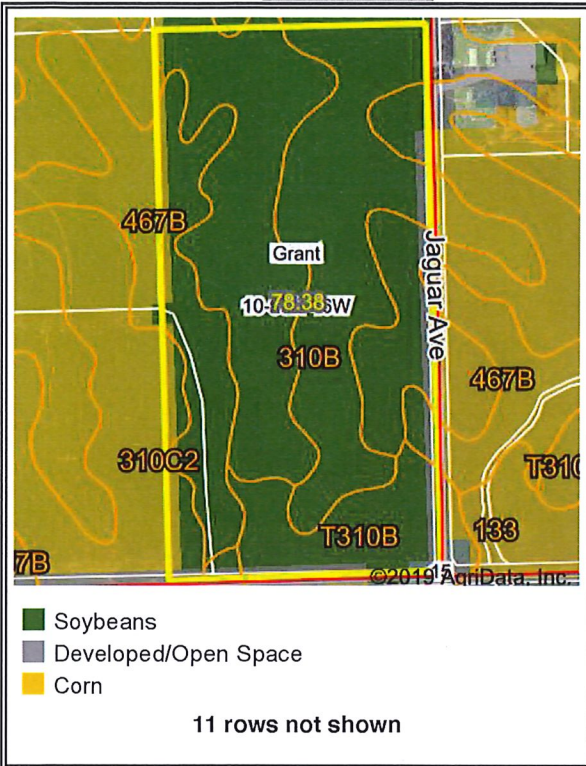 467B
Grant
78.38
310B
Jaguar Ave
467B
310C2
T310
T310B
133
7B
15
©2019 AgriData, Inc.
Soybeans
Developed/Open Space
Corn
11 rows not shown